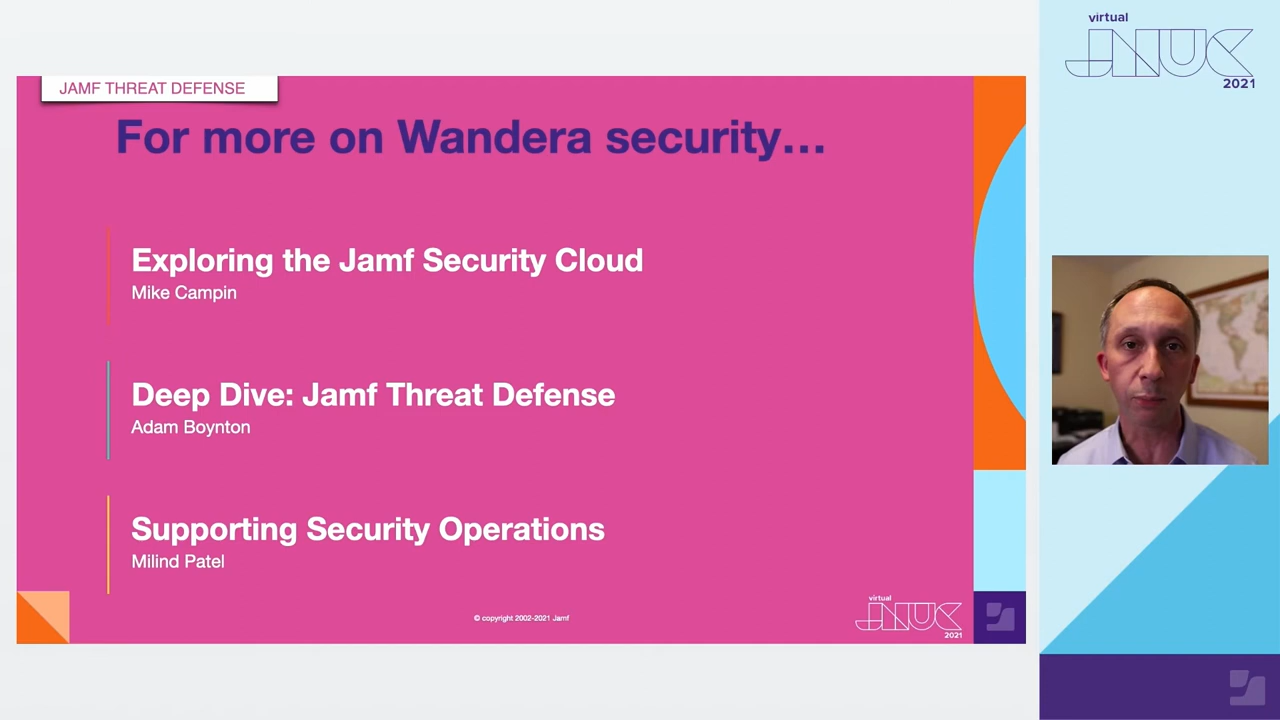 JAMF THREAT DEFENSE
For more on Wandera security...
Exploring the Jamf Security Cloud
Mike Campin
Deep Dive: Jamf Threat Defense
Adam Boynton
Supporting Security Operations
Milind Patel
© copyright 2002-2021 Jamf
virtual
JNUC
2021
virtual
JNUC
2021